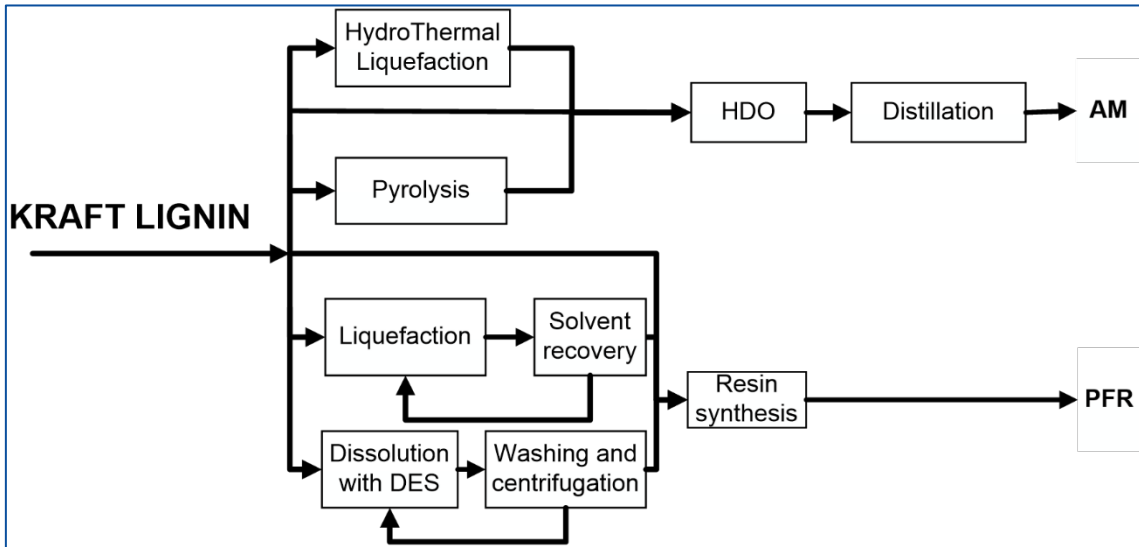 HydroThermal
Liquefaction
HDO
Distillation
AM
Pyrolysis
KRAFT LIGNIN
Liquefaction
Solvent
recovery
Resin
synthesis
PFR
Dissolution
with DES
Washing and
centrifugation